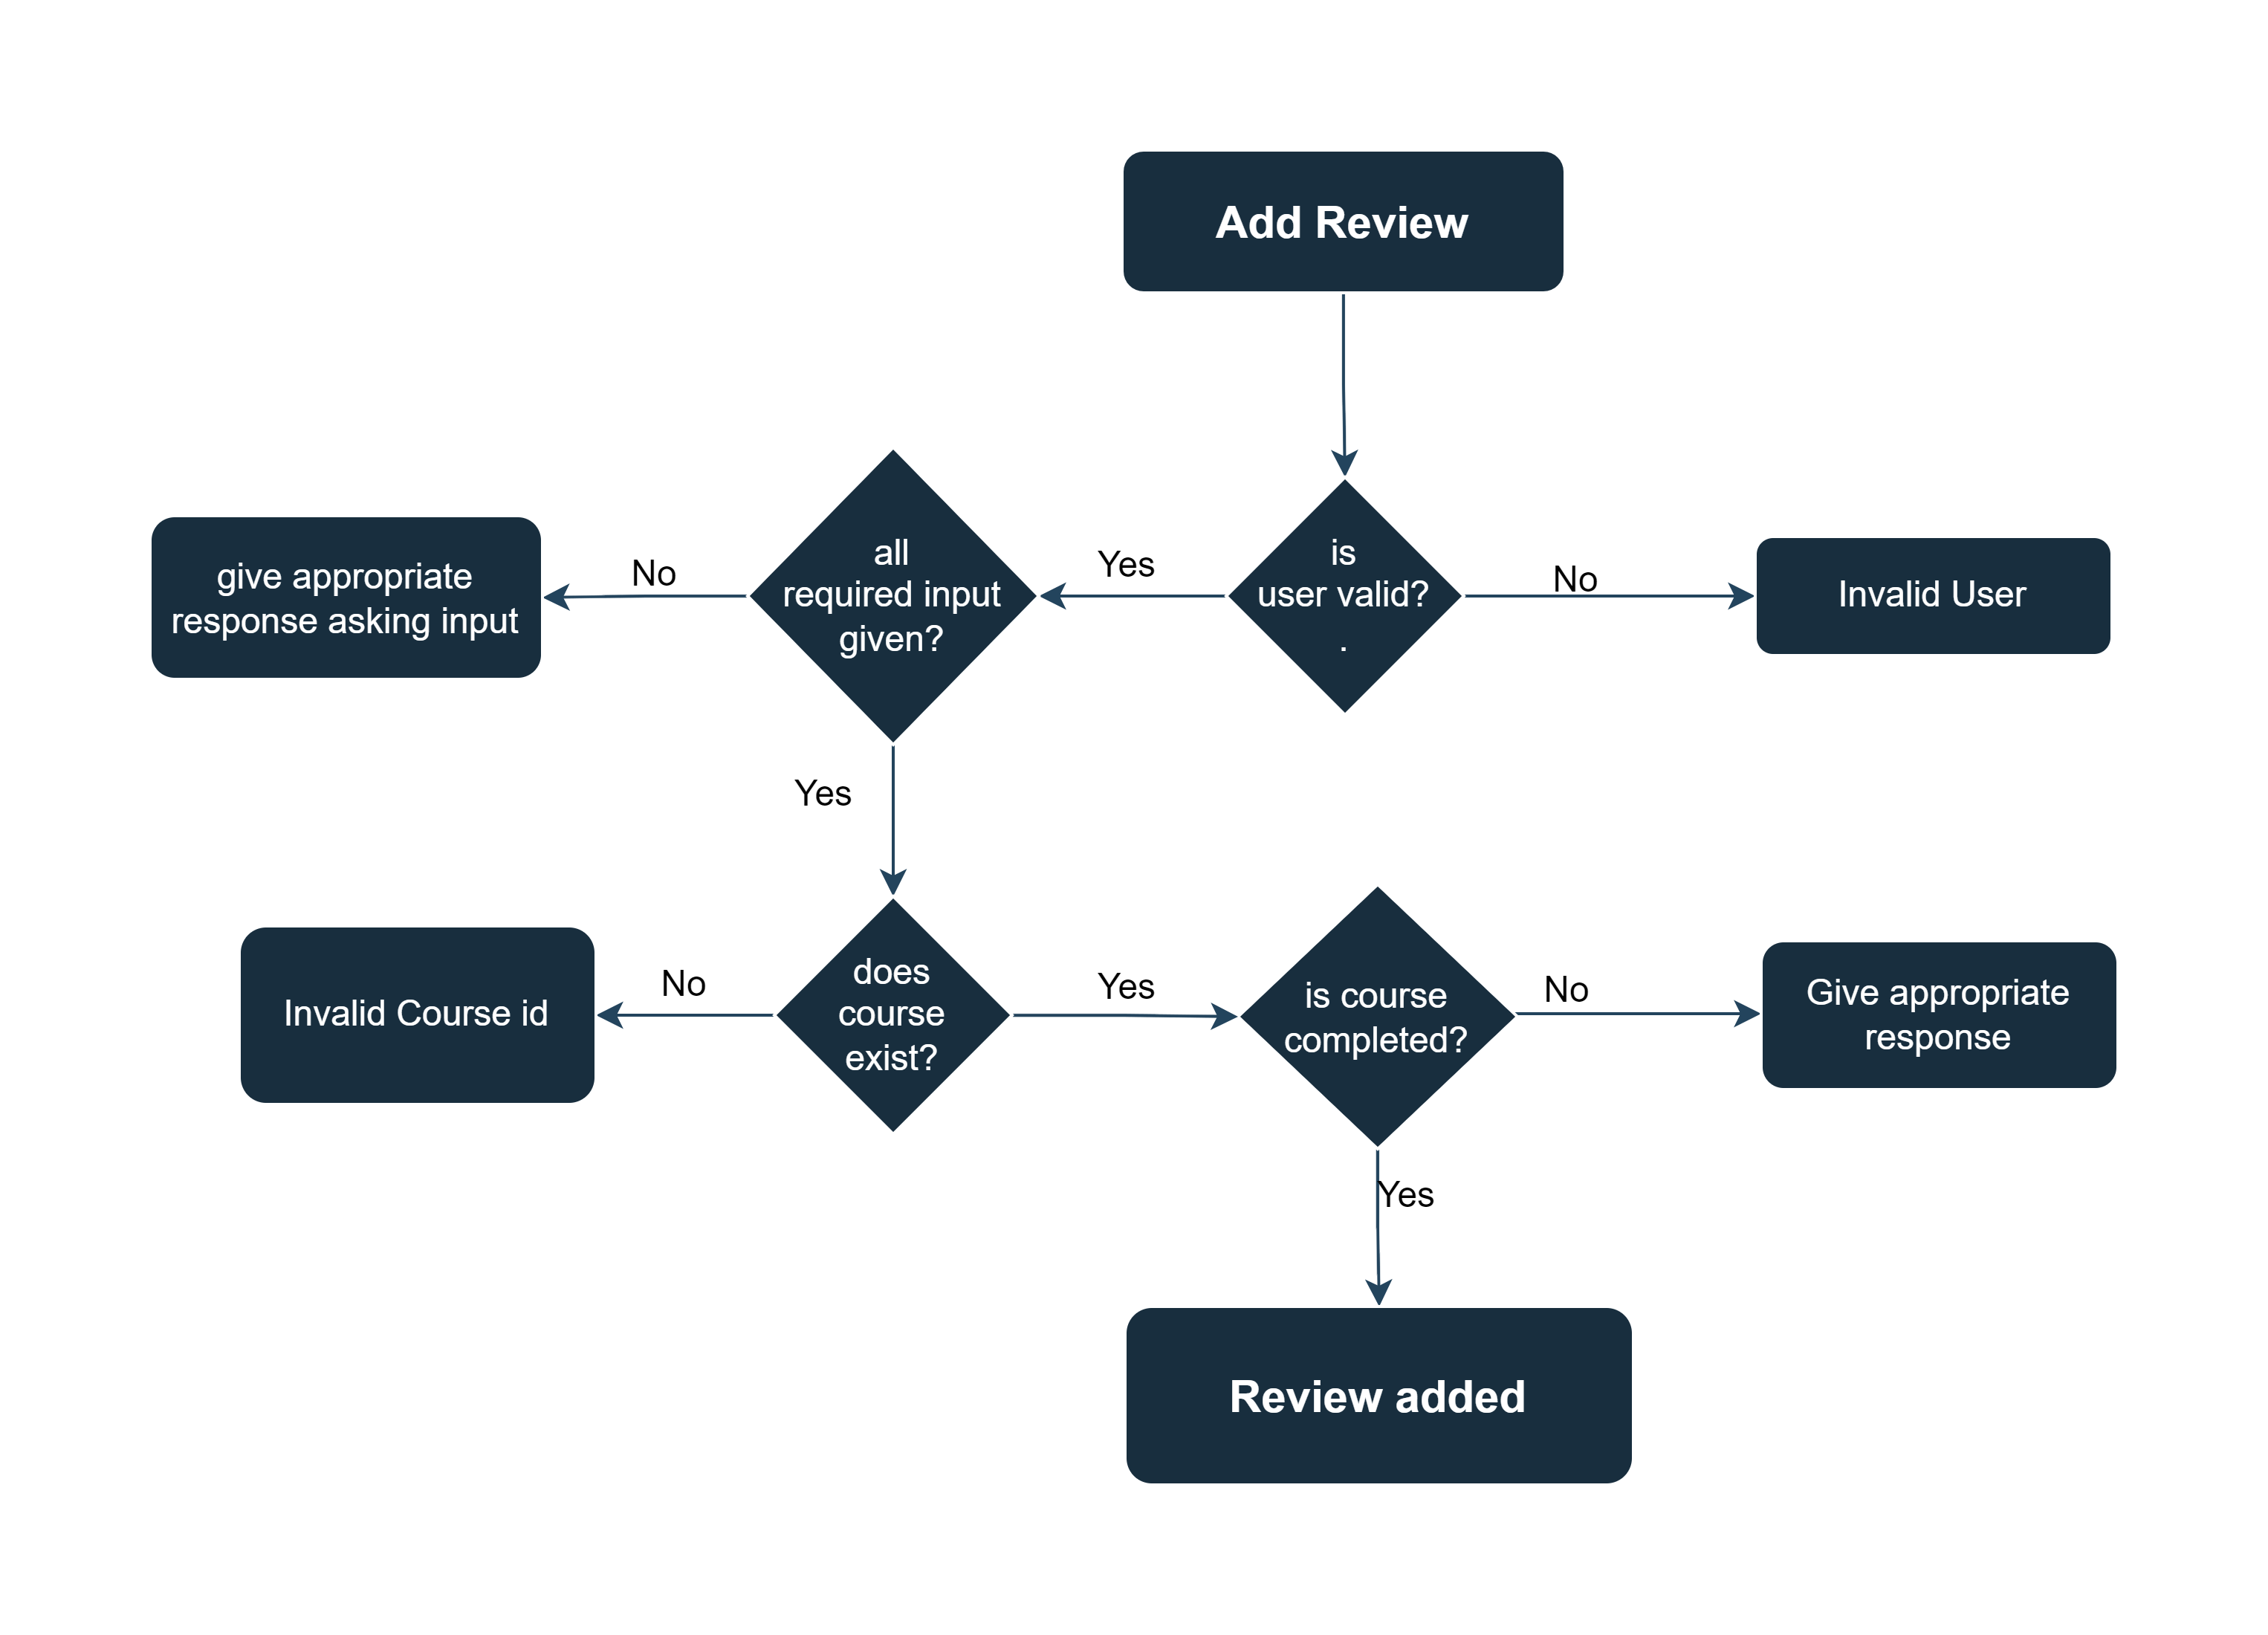 Add Review
give appropriate
response asking input
No
all
required input
given?
Yes
is
user valid?
.
No
Invalid User
Yes
Invalid Course id
No
does
course
exist?
Yes
is course
completed?
No
Give appropriate
response
Yes
Review added